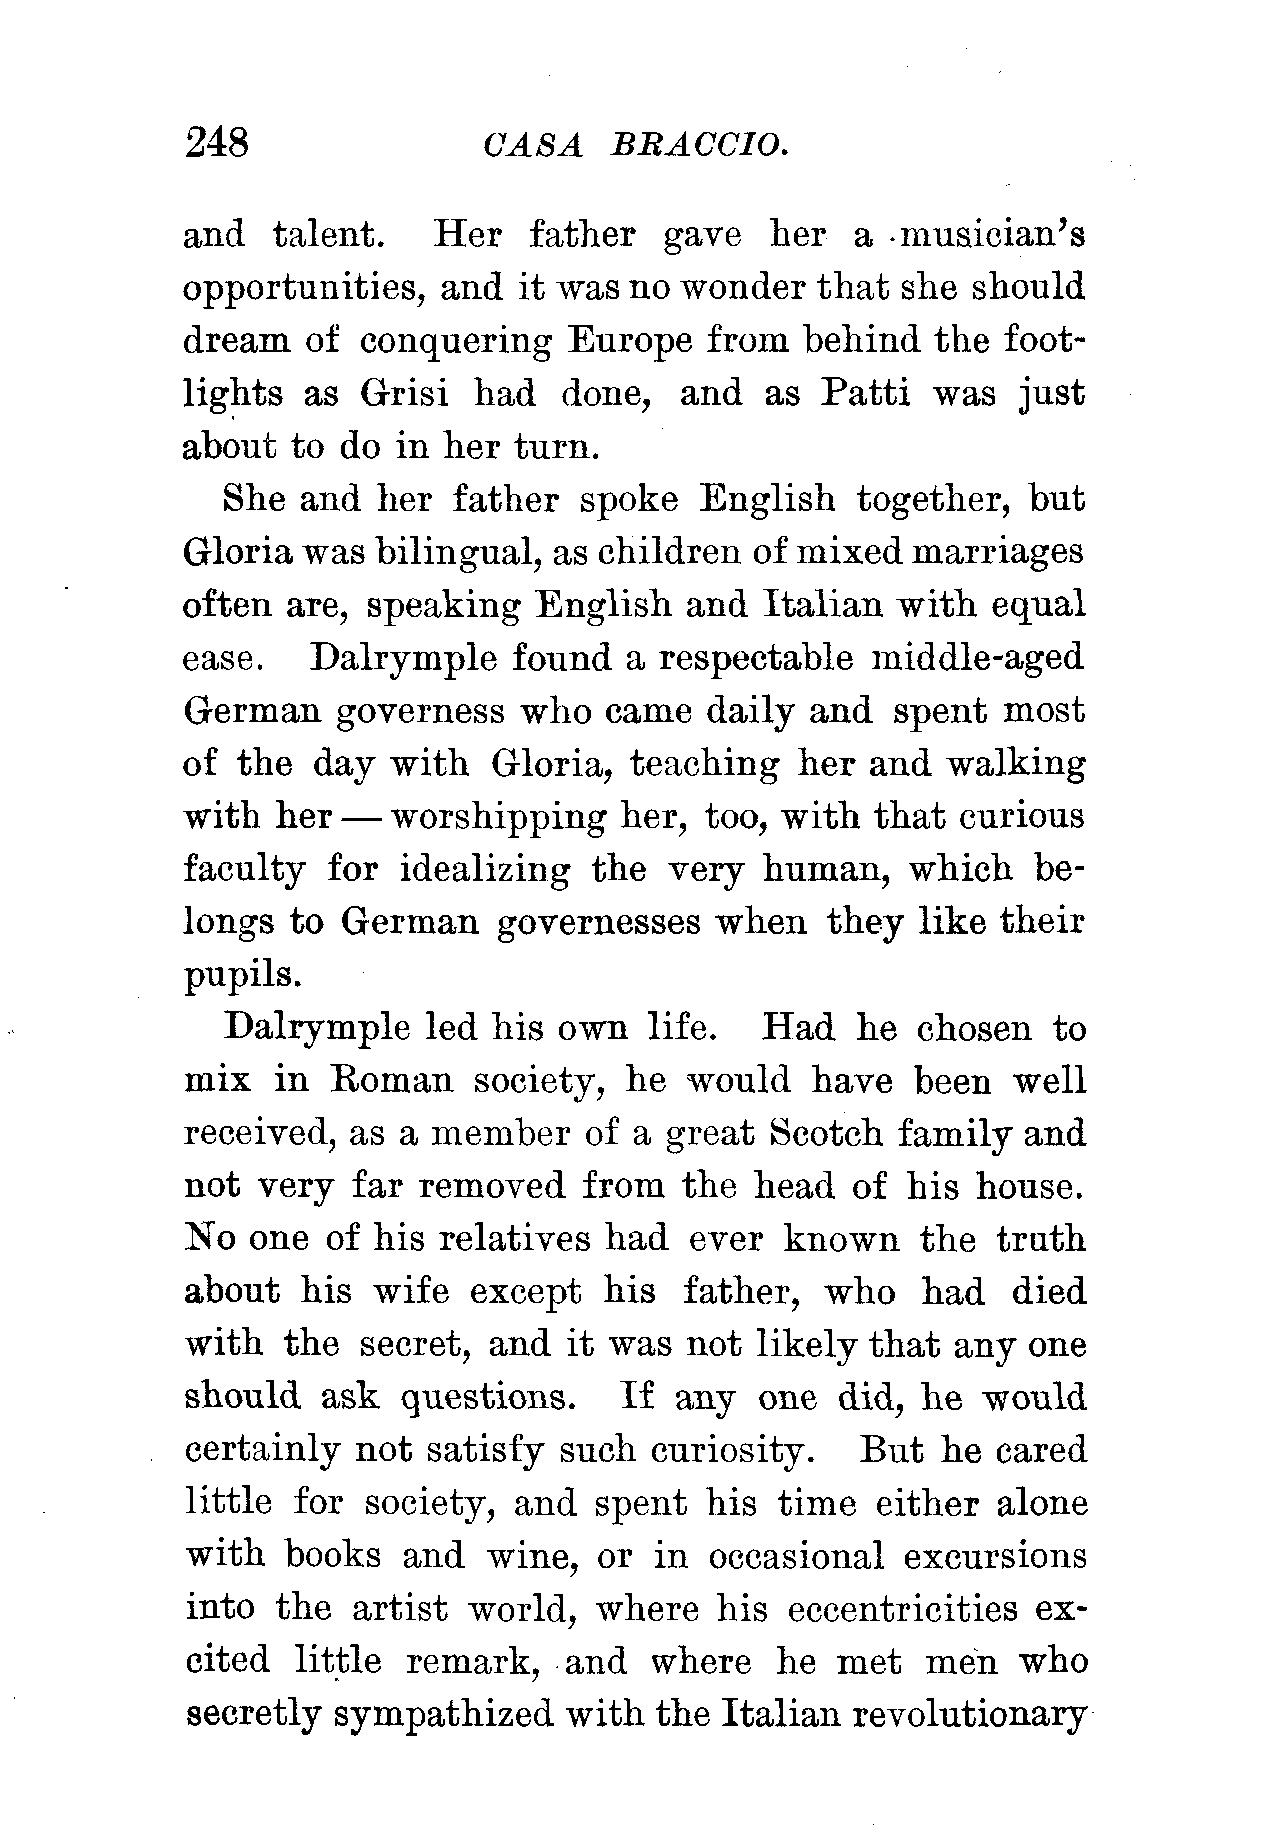 248 CASA BRACCIO.
and talent. Her father gave her a musician's
opportunities, and it was no wonder that she should
dream of conquering Europe from behind the foot-
lights as Grisi had done, and as Patti was just
about to do in her turn.
She and her father spoke English together, but
Gloria was bilingual, as children of mixed marriages
often are, speaking English and Italian with equal
ease. Dalrymple found a respectable middle-aged
German governess who came daily and spent most
of the day with Gloria, teaching her and walking
with her — worshipping her, too, with that curious
faculty for idealizing the very human, which be-
longs to German governesses when they like their
pupils.
Dalrymple led his own life. Had he chosen to
mix in Roman society, he would have been well
received, as a member of a great Scotch family and
not very far removed from the head of his house.
No one of his relatives had ever known the truth
about his wife except his father, who had died
with the secret, and it was not likely that any one
should ask questions. If any one did, he would
certainly not satisfy such curiosity. But he cared
little for society, and spent his time either alone
with books and wine, or in occasional excursions
into the artist world, where his eccentricities ex-
cited little remark, and where he met men who
secretly sympathized with the Italian revolutionary